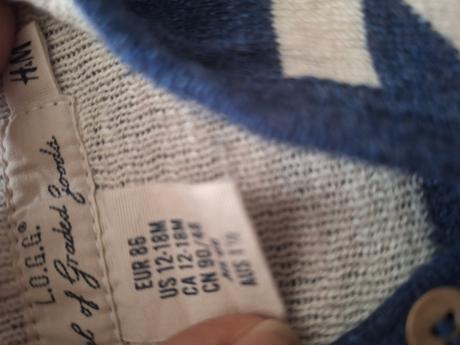 H&M
L.O.G.G.®
of Graded Goods
EUR 86
US 12-18M
CA 12-18M
CN 90/48
AUS 1½